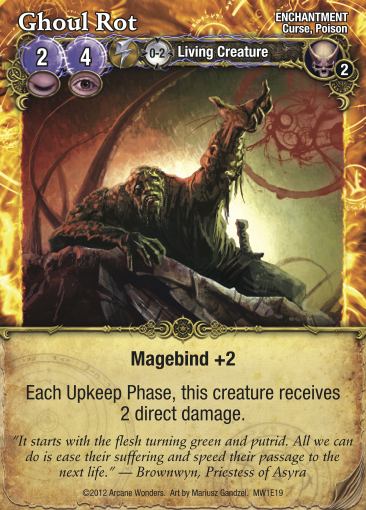 Ghoul Rot
ENCHANTMENT
Curse, Poison
2 4 0-2 Living Creature 2
Magebind +2
Each Upkeep Phase, this creature receives
2 direct damage.
"It starts with the flesh turning green and putrid. All we can
do is ease their suffering and speed their passage to the
next life." — Brownwyn, Priestess of Asyra
©2012 Arcane Wonders. Art by Mariusz Gandzel. MW1E19